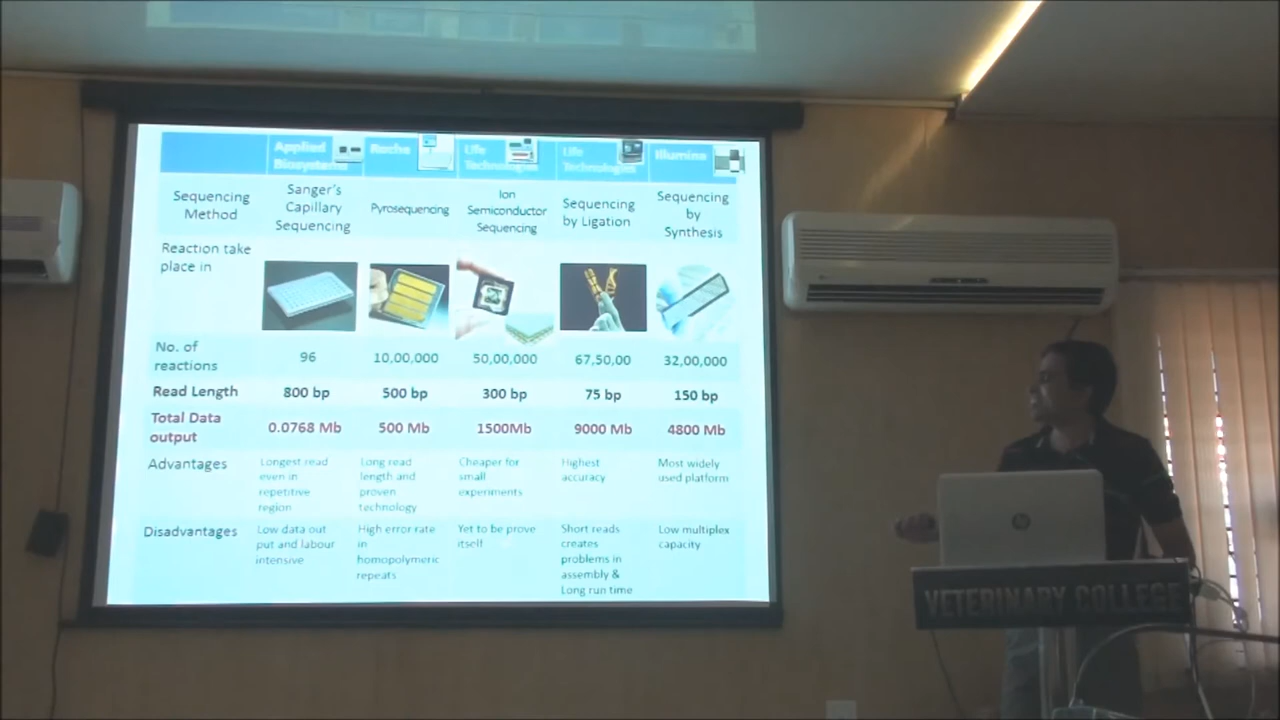 Applied Biosystems
Roche
Life Technologies
Life Technologies
Illumina
Sequencing Method
Sanger's Capillary Sequencing
Pyrosequencing
Ion Semiconductor Sequencing
Sequencing by Ligation
Sequencing by Synthesis
Reaction take place in
No. of reactions
96
10,00,000
50,00,000
67,50,00
32,00,000
Read Length
800 bp
500 bp
300 bp
75 bp
150 bp
Total Data output
0.0768 Mb
500 Mb
1500Mb
9000 Mb
4800 Mb
Advantages
Longest read even in repetitive region
Long read length and proven technology
Cheaper for small experiments
Highest accuracy
Most widely used platform
Disadvantages
Low data out put and labour intensive
High error rate in homopolymeric repeats
Yet to be prove itself
Short reads creates problems in assembly & Long run time
Low multiplex capacity
hp
VETERINARY COLLEGE